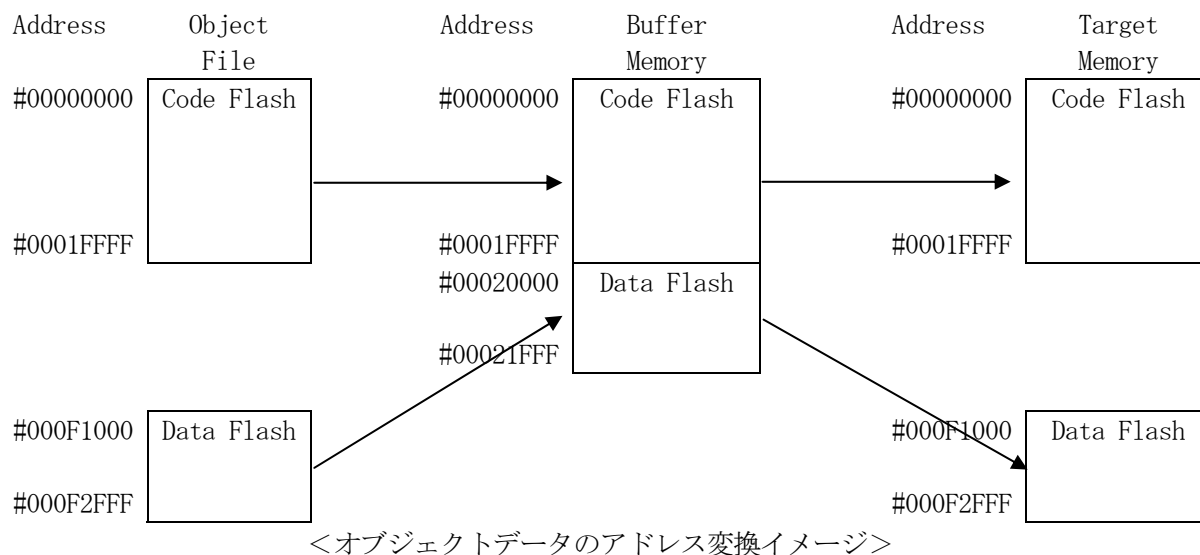 Address Object Address Buffer Address Target
File Memory Memory
#00000000 Code Flash #00000000 Code Flash #00000000 Code Flash
#0001FFFF #0001FFFF #0001FFFF
#00020000 Data Flash
#00021FFF
#000F1000 Data Flash #000F1000 Data Flash
#000F2FFF #000F2FFF
<オブジェクトデータのアドレス変換イメージ>